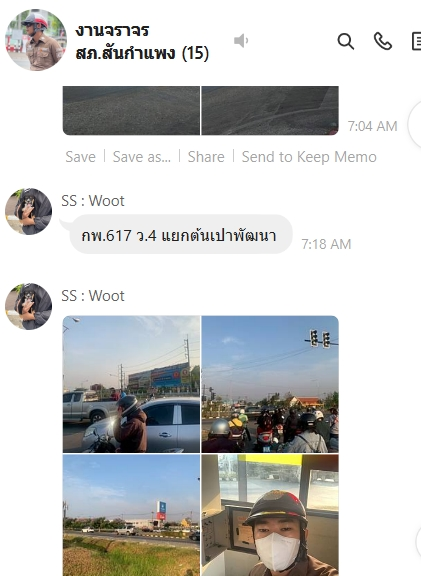 งานจราจร
สภ.สันกำแพง (15)
7:04 AM
Save Save as... Share Send to Keep Memo
SS : Woot
กพ.617 ว.4 แยกต้นเปาพัฒนา
7:18 AM
SS : Woot